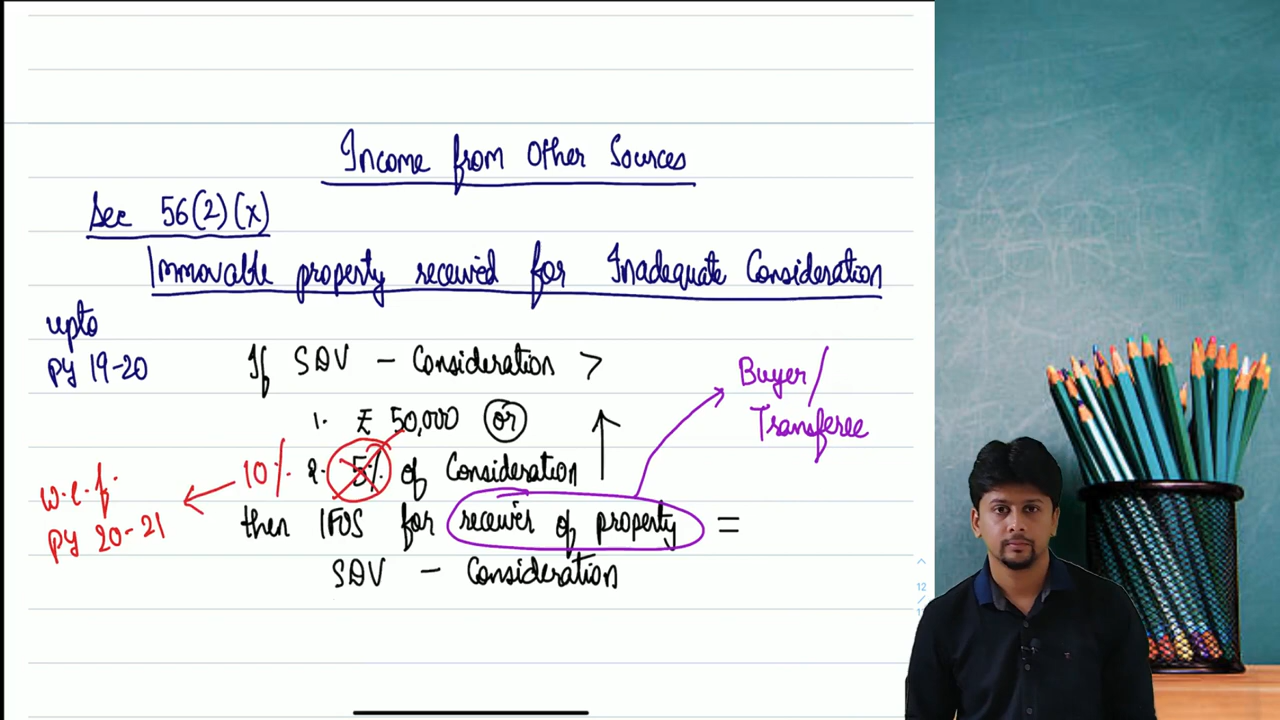 Income from Other Sources
Sec 56(2)(x)
Immovable property received for Inadequate Consideration
upto
PY 19-20
If SDV - Consideration >
1. ₹ 50,000 or
10% 2. 5% of Consideration
w.e.f.
PY 20-21
then IFOS for receiver of property =
SDV - Consideration
Buyer/
Transferee
12